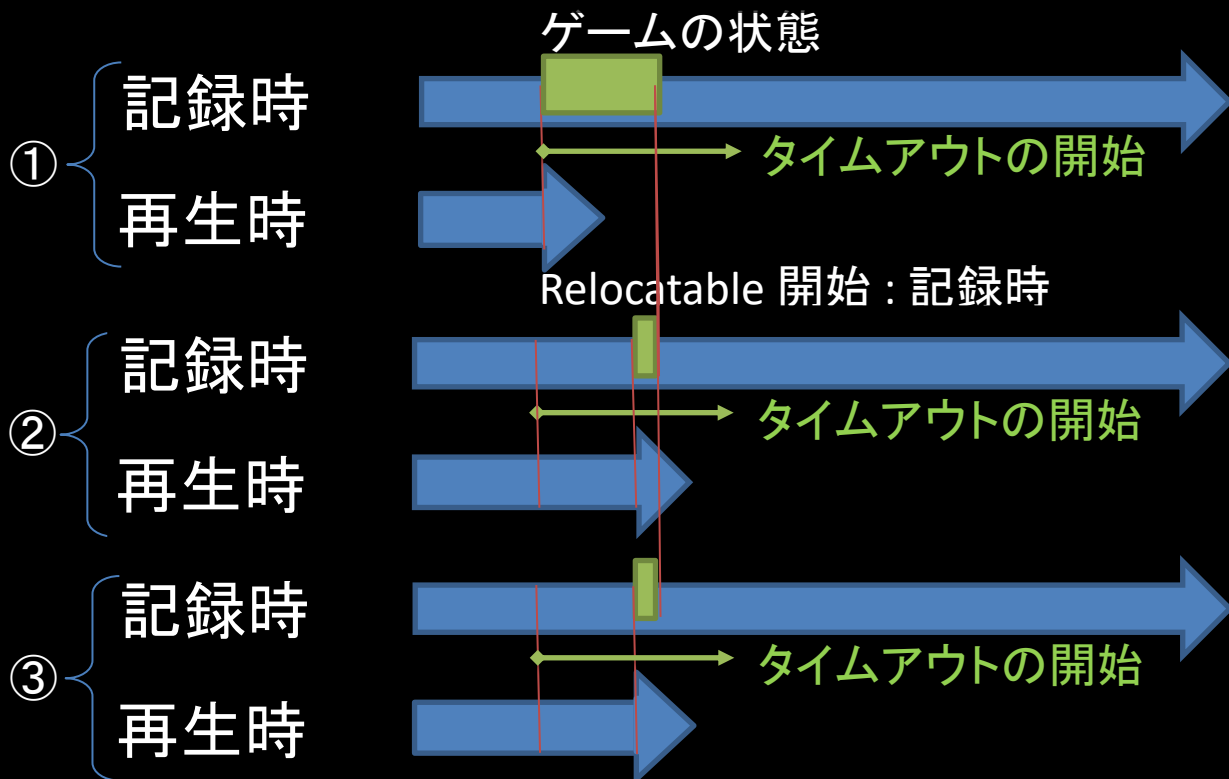 ゲームの状態
①
記録時
タイムアウトの開始
再生時
Relocatable 開始 : 記録時
②
記録時
タイムアウトの開始
再生時
③
記録時
タイムアウトの開始
再生時